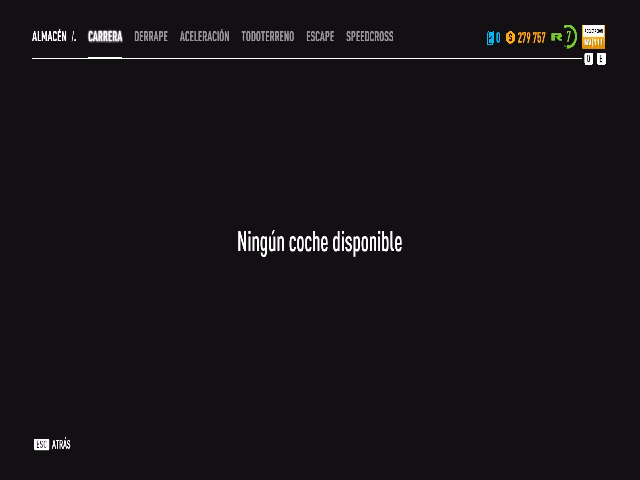 ALMACÉN /. CARRERA DERRAPE ACELERACIÓN TODOTERRENO ESCAPE SPEEDCROSS 0 279 757 R 7
Ningún coche disponible
ESC ATRÁS